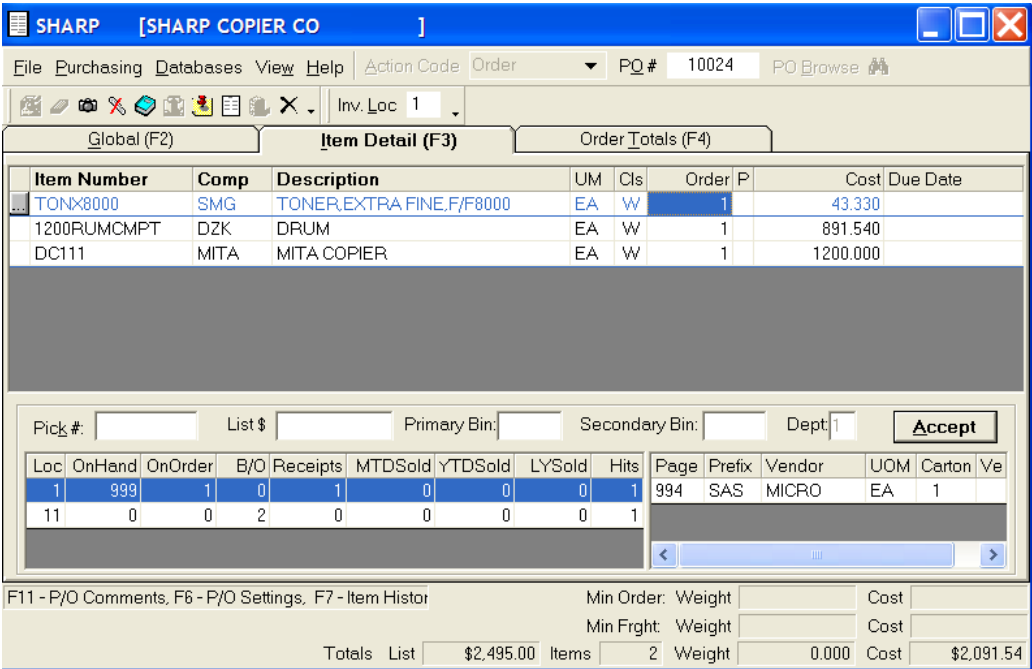 SHARP [SHARP COPIER CO ]
File Purchasing Databases View Help Action Code Order PO # 10024 PO Browse
Inv. Loc 1
Global (F2) Item Detail (F3) Order Totals (F4)
Item Number Comp Description UM Cls Order P Cost Due Date
... TONX8000 SMG TONER,EXTRA FINE,F/F8000 EA W 1 43.330
1200RUMCMPT DZK DRUM EA W 1 891.540
DC111 MITA MITA COPIER EA W 1 1200.000
Pick #: List $ Primary Bin: Secondary Bin: Dept: 1 Accept
Loc OnHand OnOrder B/O Receipts MTDSold YTDSold LYSold Hits Page Prefix Vendor UOM Carton Ve
1 999 1 0 1 0 0 0 1 994 SAS MICRO EA 1
11 0 0 2 0 0 0 0 1
F11 - P/O Comments, F6 - P/O Settings, F7 - Item Histor Min Order: Weight Cost
Min Frght: Weight Cost
Totals List $2,495.00 Items 2 Weight 0.000 Cost $2,091.54